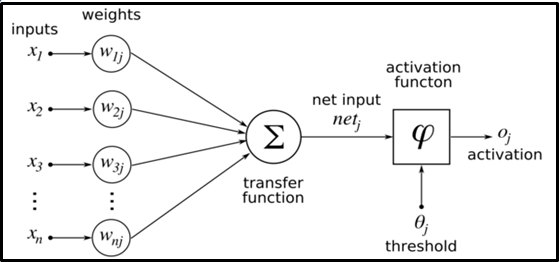 weights
inputs
x1 w1j
x2 w2j
x3 w3j
⋮ ⋮
xn wnj
Σ
transfer
function
net input
netj
activation
functon
φ
oj
activation
θj
threshold